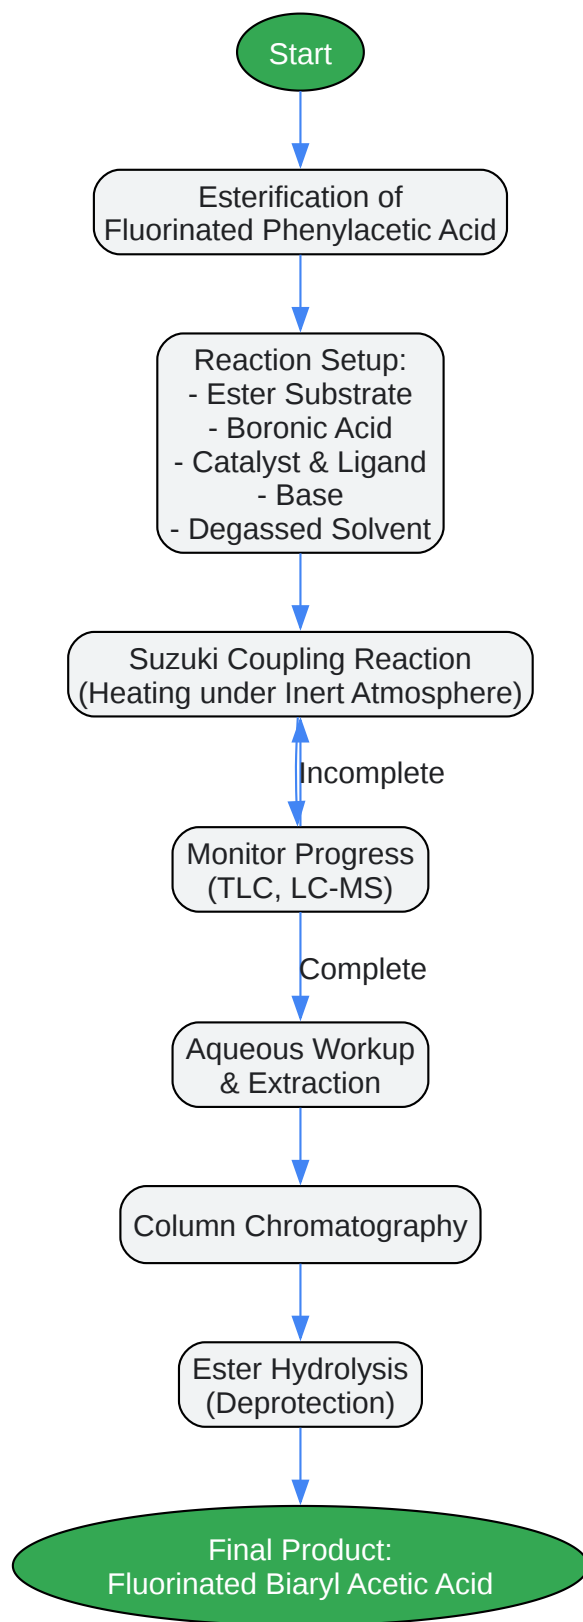 Start
Esterification of
Fluorinated Phenylacetic Acid
Reaction Setup:
- Ester Substrate
- Boronic Acid
- Catalyst & Ligand
- Base
- Degassed Solvent
Suzuki Coupling Reaction
(Heating under Inert Atmosphere)
Incomplete
Monitor Progress
(TLC, LC-MS)
Complete
Aqueous Workup
& Extraction
Column Chromatography
Ester Hydrolysis
(Deprotection)
Final Product:
Fluorinated Biaryl Acetic Acid